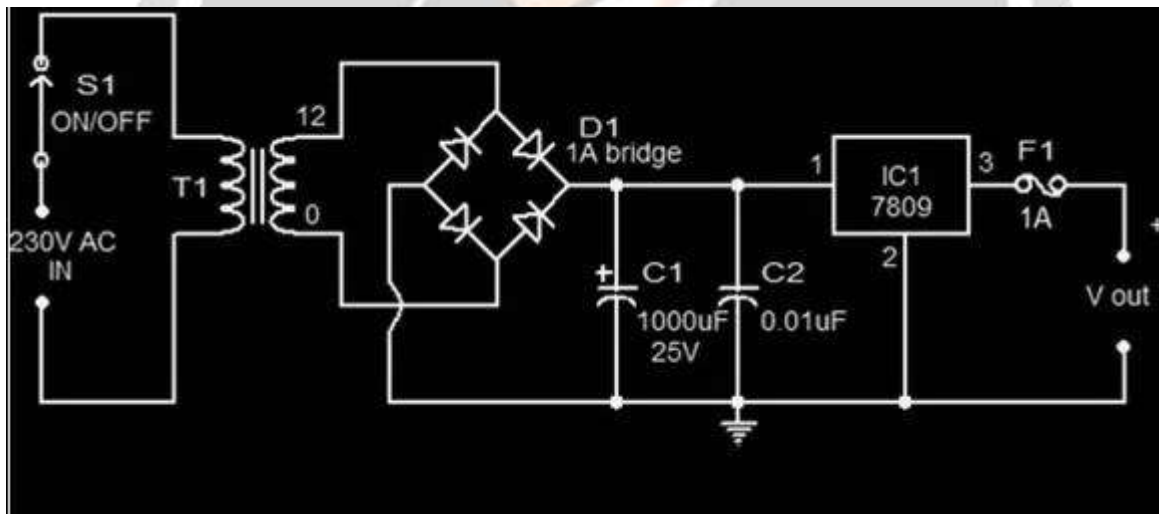 S1
ON/OFF
T1
230V AC
IN
12
0
D1
1A bridge
+
C1
1000uF
25V
C2
0.01uF
1
IC1
7809
2
3
F1
1A
+
V out